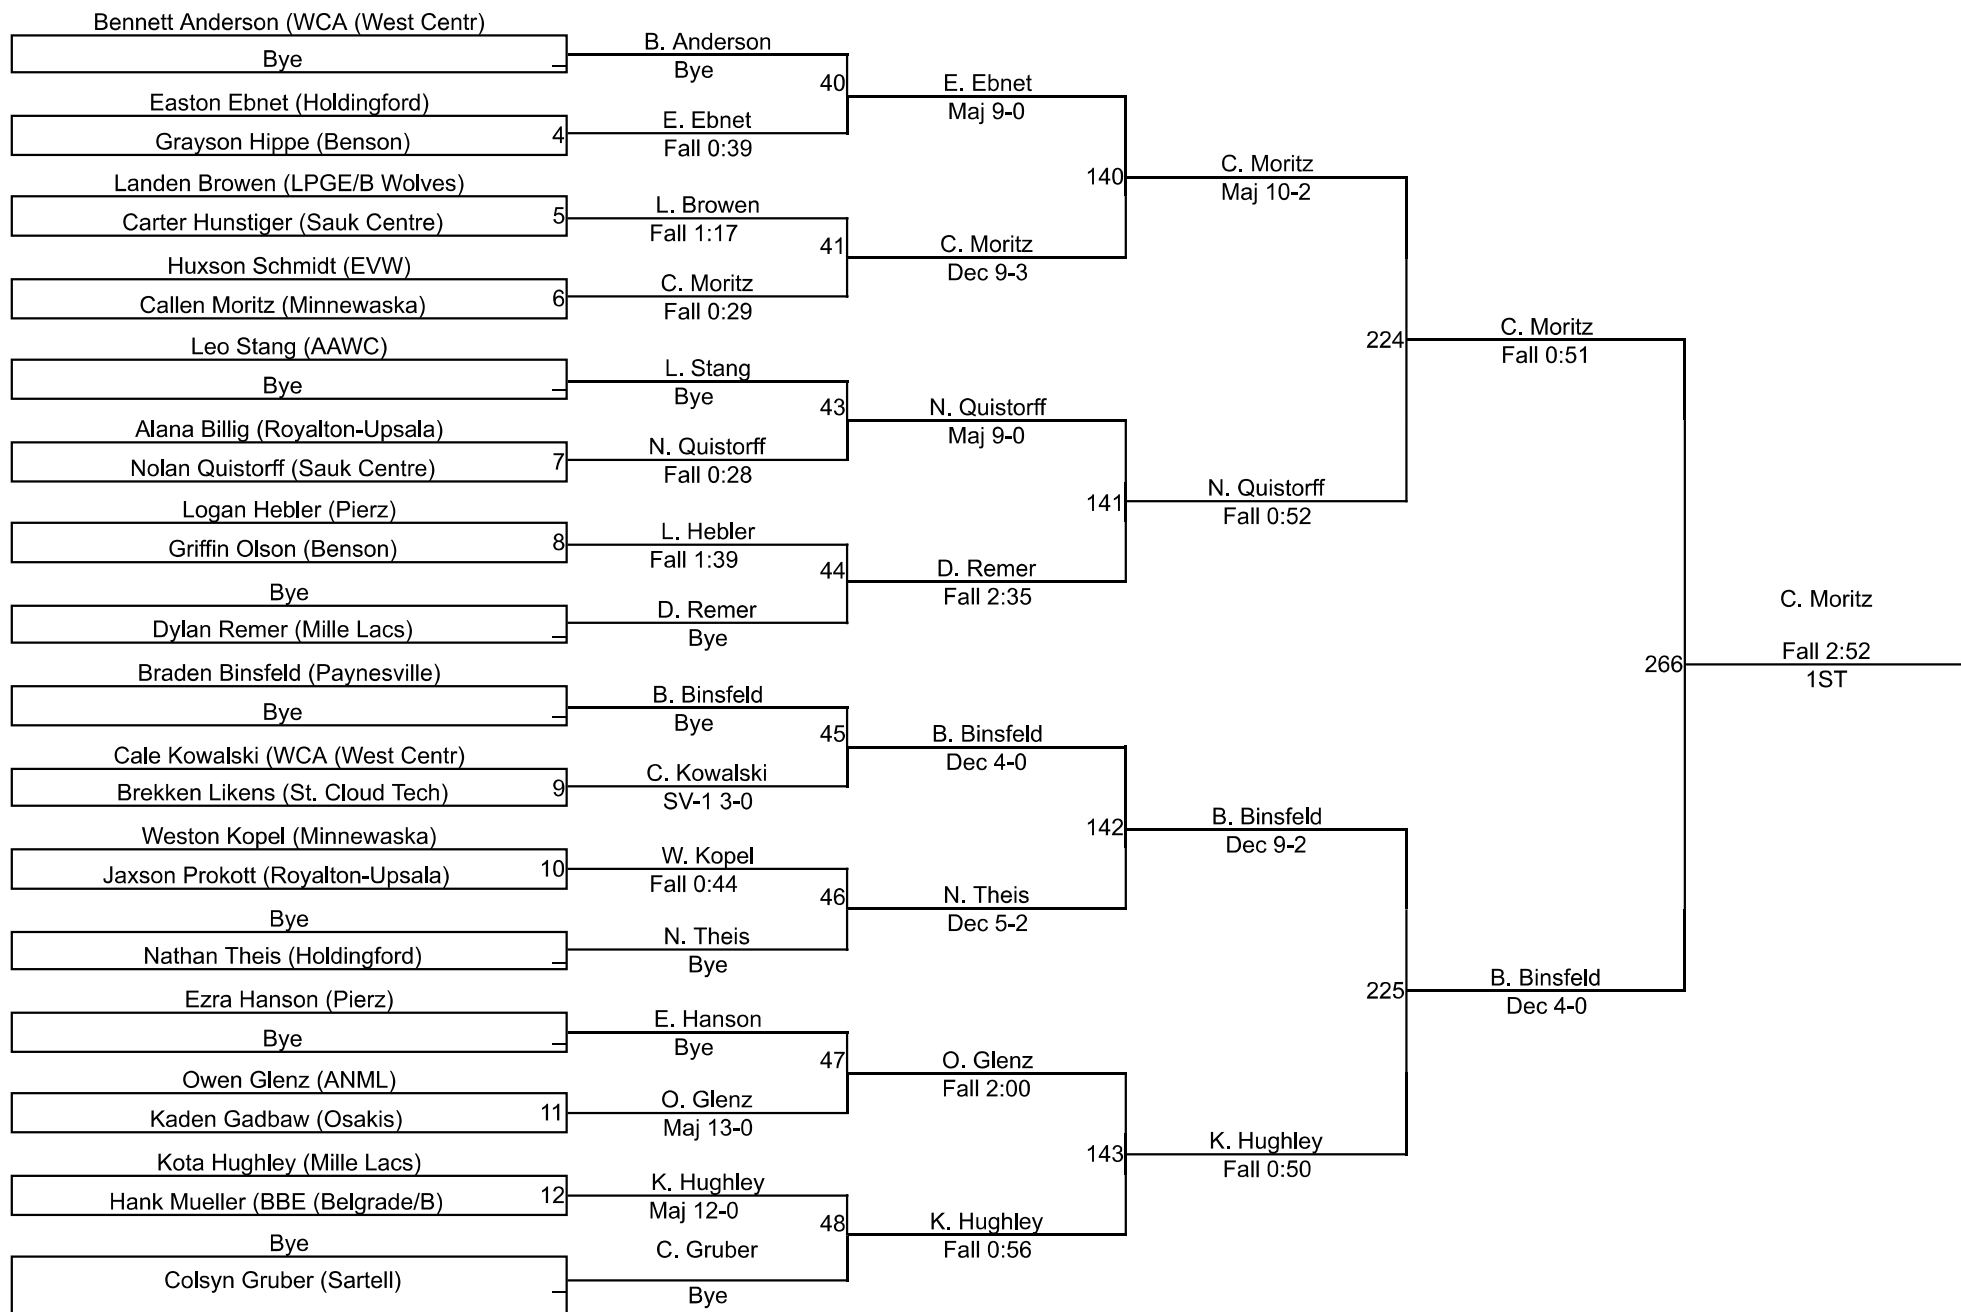 Bennett Anderson (WCA (West Centr)
Bye
Easton Ebnet (Holdingford)
4
Grayson Hippe (Benson)
Landen Browen (LPGE/B Wolves)
5
Carter Hunstiger (Sauk Centre)
Huxson Schmidt (EVW)
6
Callen Moritz (Minnewaska)
Leo Stang (AAWC)
Bye
Alana Billig (Royalton-Upsala)
7
Nolan Quistorff (Sauk Centre)
Logan Hebler (Pierz)
8
Griffin Olson (Benson)
Bye
Dylan Remer (Mille Lacs)
Braden Binsfeld (Paynesville)
Bye
Cale Kowalski (WCA (West Centr)
9
Brekken Likens (St. Cloud Tech)
Weston Kopel (Minnewaska)
10
Jaxson Prokott (Royalton-Upsala)
Bye
Nathan Theis (Holdingford)
Ezra Hanson (Pierz)
Bye
Owen Glenz (ANML)
11
Kaden Gadbaw (Osakis)
Kota Hughley (Mille Lacs)
12
Hank Mueller (BBE (Belgrade/B)
Bye
Colsyn Gruber (Sartell)
B. Anderson
Bye
40
E. Ebnet
Fall 0:39
L. Browen
Fall 1:17
41
C. Moritz
Fall 0:29
L. Stang
Bye
43
N. Quistorff
Fall 0:28
L. Hebler
Fall 1:39
44
D. Remer
Bye
B. Binsfeld
Bye
45
C. Kowalski
SV-1 3-0
W. Kopel
Fall 0:44
46
N. Theis
Bye
E. Hanson
Bye
47
O. Glenz
Maj 13-0
K. Hughley
Maj 12-0
48
C. Gruber
Bye
E. Ebnet
Maj 9-0
140
C. Moritz
Dec 9-3
N. Quistorff
Maj 9-0
141
D. Remer
Fall 2:35
B. Binsfeld
Dec 4-0
142
N. Theis
Dec 5-2
O. Glenz
Fall 2:00
143
K. Hughley
Fall 0:56
C. Moritz
Maj 10-2
224
N. Quistorff
Fall 0:52
B. Binsfeld
Dec 9-2
225
K. Hughley
Fall 0:50
C. Moritz
Fall 0:51
266
B. Binsfeld
Dec 4-0
C. Moritz
Fall 2:52
1ST